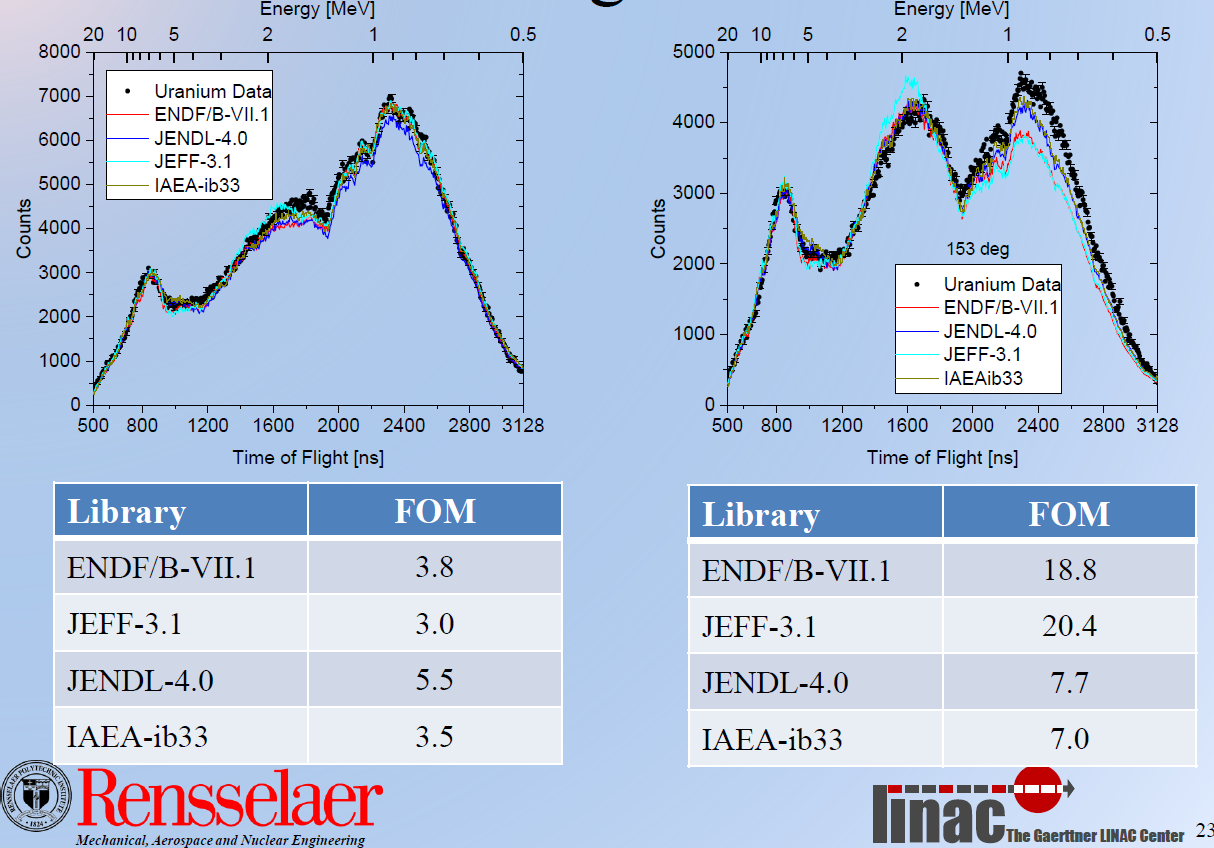 Energy [MeV]
20 10 5 2 1 0.5
8000
7000
6000
5000
4000
3000
2000
1000
0
Counts
Uranium Data
ENDF/B-VII.1
JENDL-4.0
JEFF-3.1
IAEA-ib33
500 800 1200 1600 2000 2400 2800 3128
Time of Flight [ns]
Energy [MeV]
20 10 5 2 1 0.5
5000
4000
3000
2000
1000
0
Counts
153 deg
Uranium Data
ENDF/B-VII.1
JENDL-4.0
JEFF-3.1
IAEAib33
500 800 1200 1600 2000 2400 2800 3128
Time of Flight [ns]
Library FOM
ENDF/B-VII.1 3.8
JEFF-3.1 3.0
JENDL-4.0 5.5
IAEA-ib33 3.5
Library FOM
ENDF/B-VII.1 18.8
JEFF-3.1 20.4
JENDL-4.0 7.7
IAEA-ib33 7.0
RENSSELAER POLYTECHNIC INSTITUTE
1824
Rensselaer
Mechanical, Aerospace and Nuclear Engineering
linac
The Gaerttner LINAC Center
23